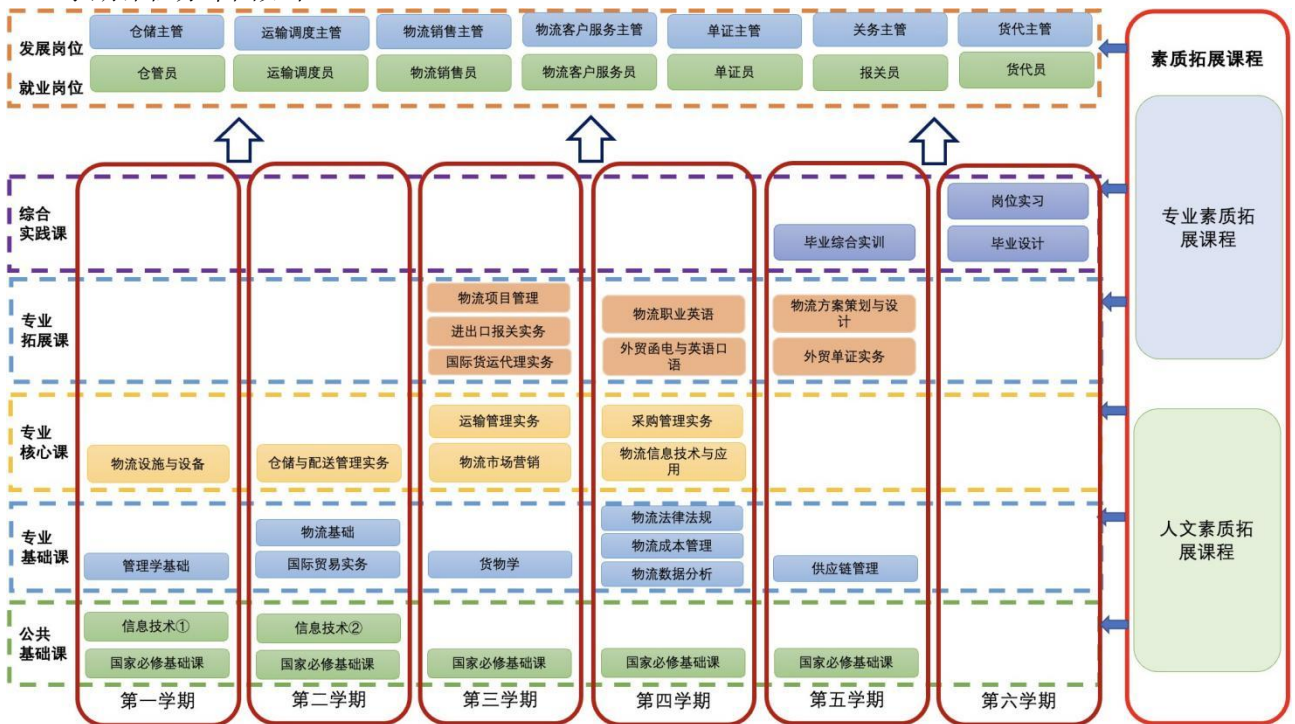 发展岗位
就业岗位
仓储主管
运输调度主管
物流销售主管
物流客户服务主管
单证主管
关务主管
货代主管
仓管员
运输调度员
物流销售员
物流客户服务员
单证员
报关员
货代员
素质拓展课程
专业素质拓
展课程
人文素质拓
展课程
综合
实践课
毕业综合实训
岗位实习
毕业设计
专业
拓展课
物流项目管理
进出口报关实务
国际货运代理实务
物流职业英语
外贸函电与英语口
语
物流方案策划与设
计
外贸单证实务
专业
核心课
物流设施与设备
仓储与配送管理实务
运输管理实务
物流市场营销
采购管理实务
物流信息技术与应
用
专业
基础课
管理学基础
物流基础
国际贸易实务
货物学
物流法律法规
物流成本管理
物流数据分析
供应链管理
公共
基础课
信息技术①
国家必修基础课
信息技术②
国家必修基础课
国家必修基础课
国家必修基础课
国家必修基础课
第一学期
第二学期
第三学期
第四学期
第五学期
第六学期